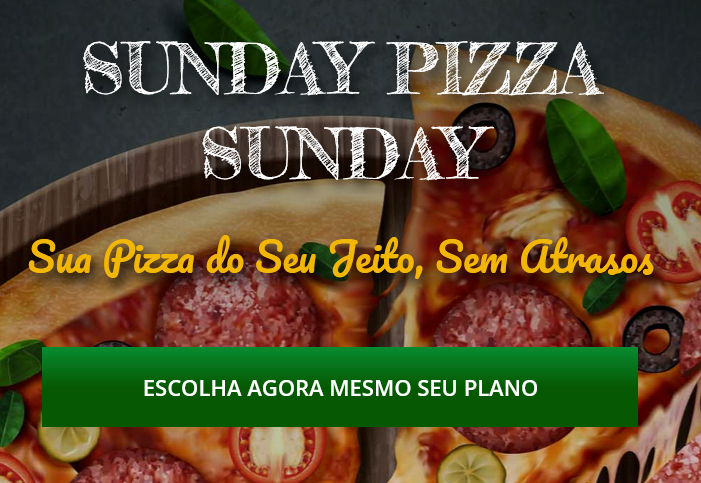 SUNDAY PIZZA
SUNDAY
Sua Pizza do Seu Jeito, Sem Atrasos
ESCOLHA AGORA MESMO SEU PLANO